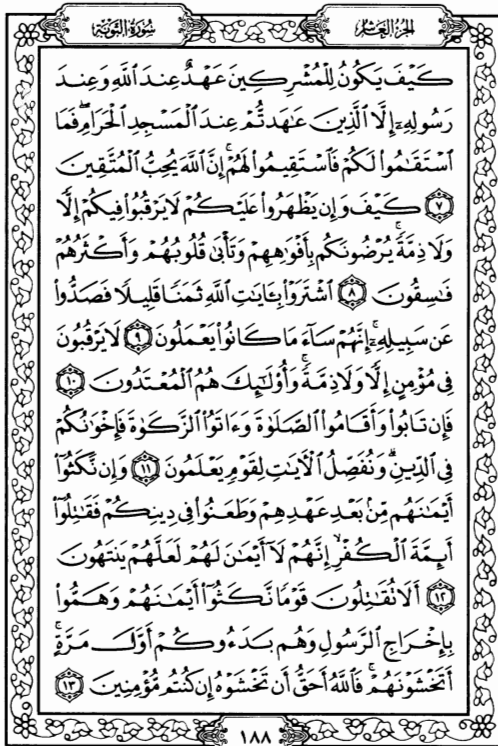 الجزء العاشر
سورة التوبة
كَيْفَ يَكُونُ لِلْمُشْرِكِينَ عَهْدٌ عِندَ ٱللَّهِ وَعِندَ
رَسُولِهِۦٓ إِلَّا ٱلَّذِينَ عَٰهَدتُّمْ عِندَ ٱلْمَسْجِدِ ٱلْحَرَامِۖ فَمَا
ٱسْتَقَٰمُوا۟ لَكُمْ فَٱسْتَقِيمُوا۟ لَهُمْۚ إِنَّ ٱللَّهَ يُحِبُّ ٱلْمُتَّقِينَ
٧ كَيْفَ وَإِن يَظْهَرُوا۟ عَلَيْكُمْ لَا يَرْقُبُوا۟ فِيكُمْ إِلًّا
وَلَا ذِمَّةًۚ يُرْضُونَكُم بِأَفْوَٰهِهِمْ وَتَأْبَىٰ قُلُوبُهُمْ وَأَكْثَرُهُمْ
فَٰسِقُونَ ٨ ٱشْتَرَوْا۟ بِـَٔايَٰتِ ٱللَّهِ ثَمَنًا قَلِيلًا فَصَدُّوا۟
عَن سَبِيلِهِۦٓۚ إِنَّهُمْ سَآءَ مَا كَانُوا۟ يَعْمَلُونَ ٩ لَا يَرْقُبُونَ
فِى مُؤْمِنٍ إِلًّا وَلَا ذِمَّةًۚ وَأُو۟لَٰٓئِكَ هُمُ ٱلْمُعْتَدُونَ ١٠
فَإِن تَابُوا۟ وَأَقَامُوا۟ ٱلصَّلَوٰةَ وَءَاتَوُا۟ ٱلزَّكَوٰةَ فَإِخْوَٰنُكُمْ
فِى ٱلدِّينِۗ وَنُفَصِّلُ ٱلْءَايَٰتِ لِقَوْمٍ يَعْلَمُونَ ١١ وَإِن نَّكَثُوٓا۟
أَيْمَٰنَهُم مِّنۢ بَعْدِ عَهْدِهِمْ وَطَعَنُوا۟ فِى دِينِكُمْ فَقَٰتِلُوٓا۟
أَئِمَّةَ ٱلْكُفْرِۙ إِنَّهُمْ لَآ أَيْمَٰنَ لَهُمْ لَعَلَّهُمْ يَنتَهُونَ
١٢ أَلَا تُقَٰتِلُونَ قَوْمًا نَّكَثُوٓا۟ أَيْمَٰنَهُمْ وَهَمُّوا۟
بِإِخْرَاجِ ٱلرَّسُولِ وَهُم بَدَءُوكُمْ أَوَّلَ مَرَّةٍۚ
أَتَخْشَوْنَهُمْۚ فَٱللَّهُ أَحَقُّ أَن تَخْشَوْهُ إِن كُنتُم مُّؤْمِنِينَ ١٣
١٨٨